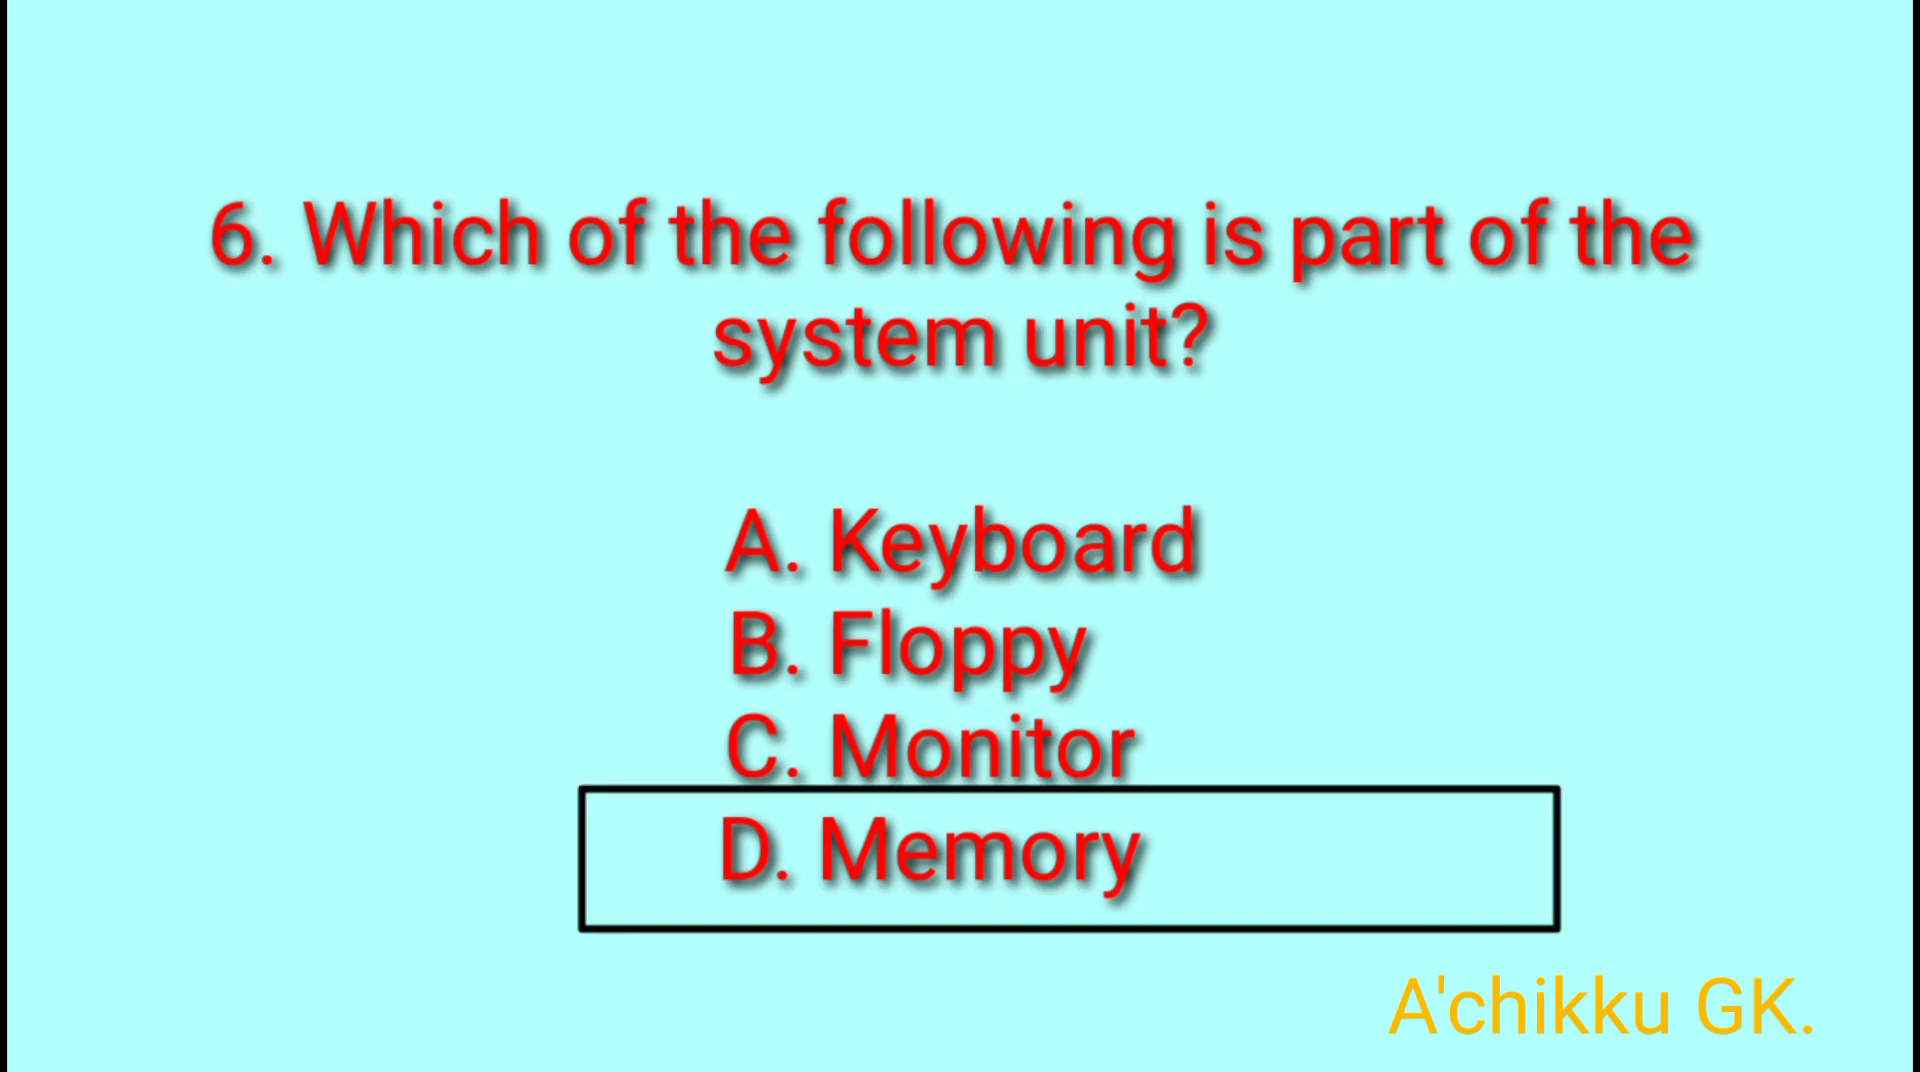 6. Which of the following is part of the
system unit?
A. Keyboard
B. Floppy
C. Monitor
D. Memory
A'chikku GK.